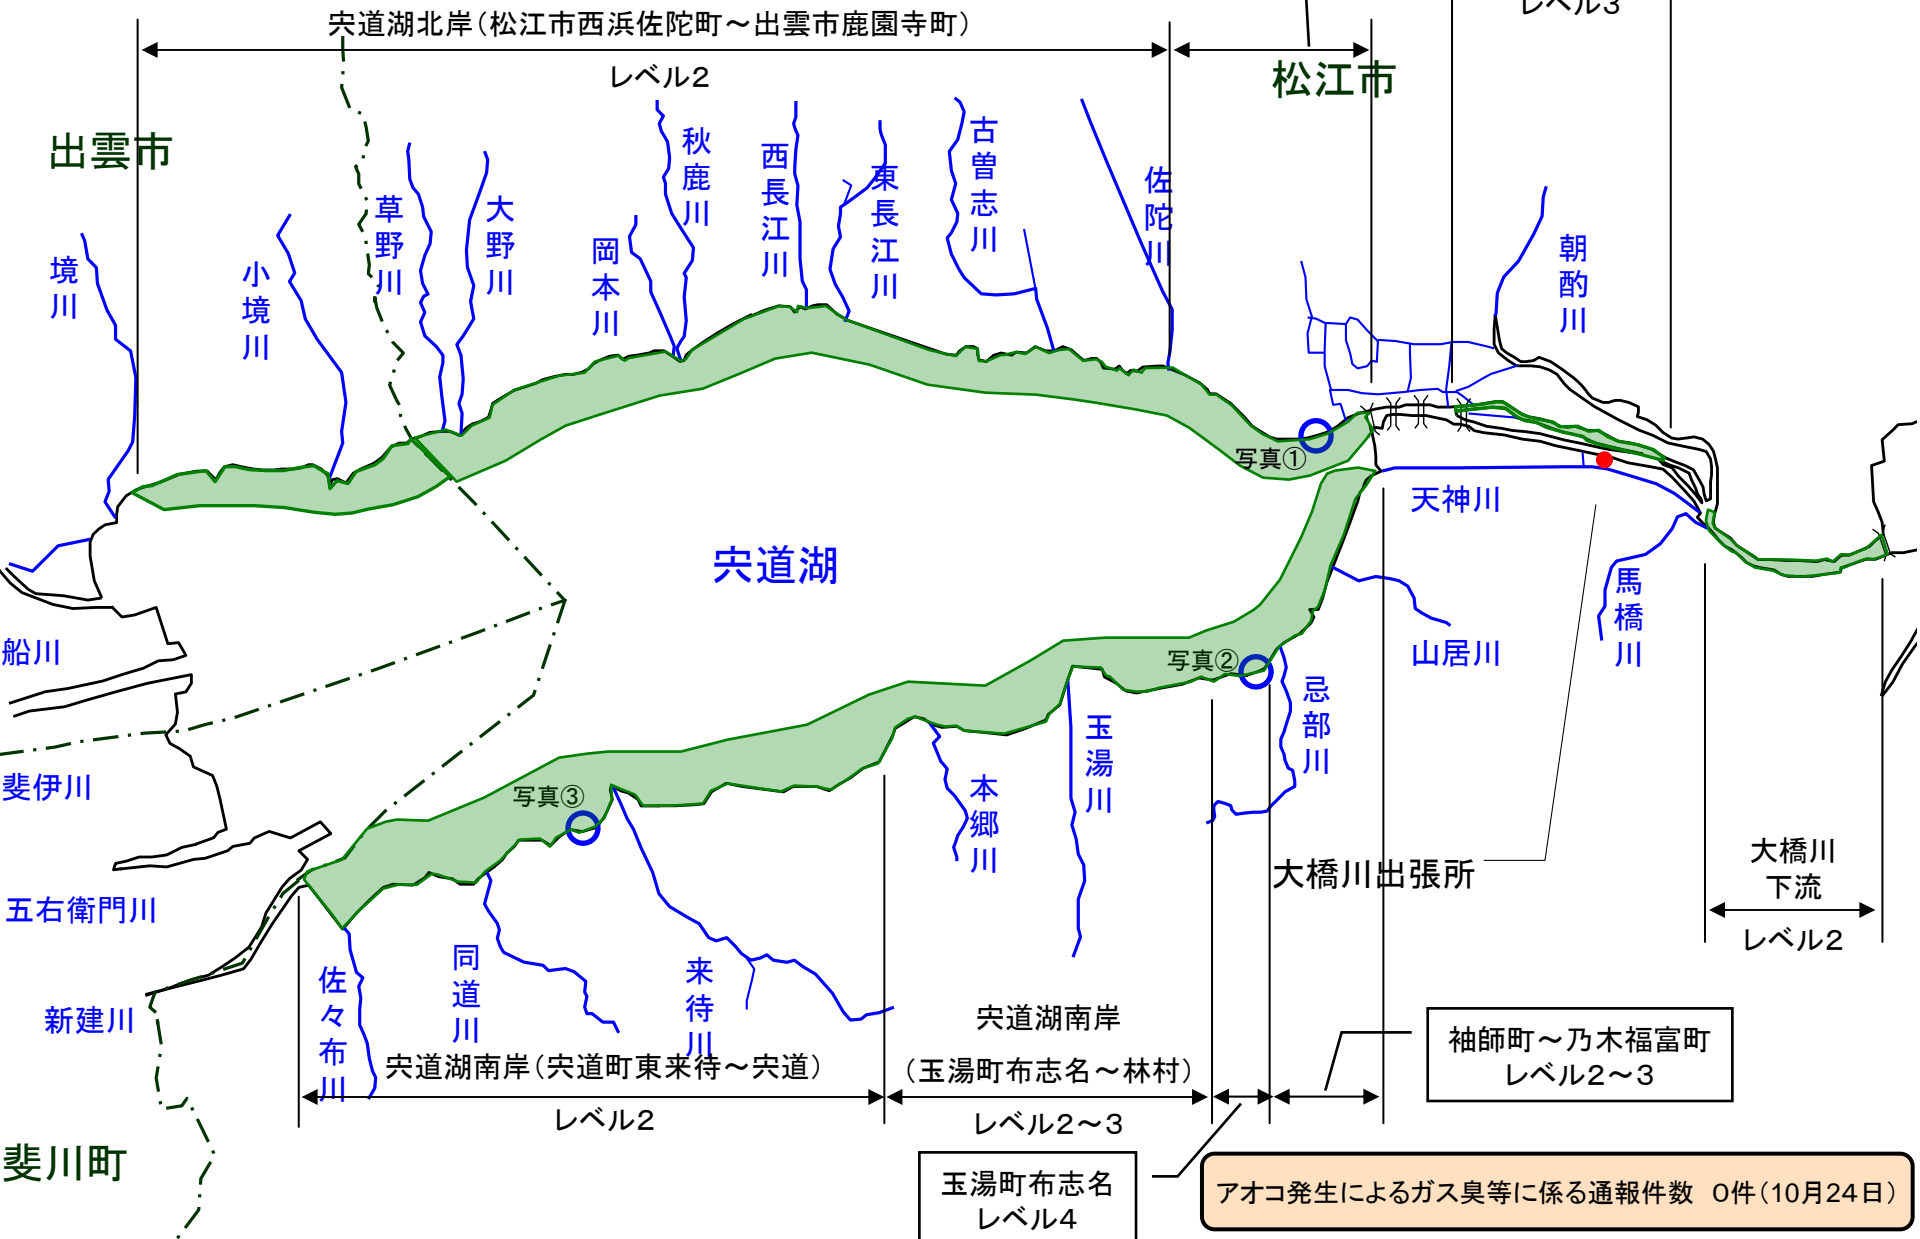 レベル3
宍道湖北岸（松江市西浜佐陀町～出雲市鹿園寺町）
レベル2
松江市
出雲市
境川
小境川
草野川
大野川
岡本川
秋鹿川
西長江川
東長江川
古曽志川
佐陀川
朝酌川
写真①
天神川
宍道湖
馬橋川
船川
山居川
写真②
忌部川
玉湯川
斐伊川
写真③
本郷川
大橋川出張所
大橋川
下流
レベル2
五右衛門川
新建川
佐々布川
同道川
来待川
宍道湖南岸（宍道町東来待～宍道）
レベル2
宍道湖南岸
（玉湯町布志名～林村）
レベル2～3
袖師町～乃木福富町
レベル2～3
斐川町
玉湯町布志名
レベル4
アオコ発生によるガス臭等に係る通報件数　0件（10月24日）